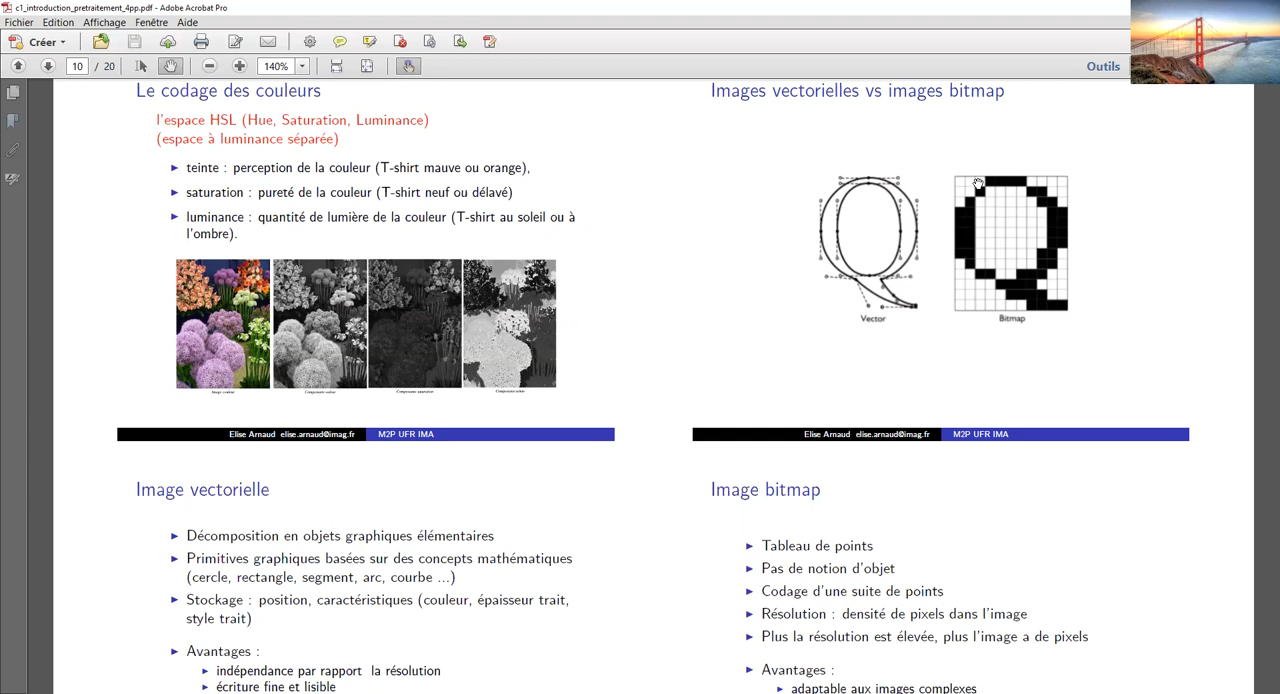 c1_introduction_pretraitement_4pp.pdf - Adobe Acrobat Pro
Fichier Edition Affichage Fenêtre Aide
Créer
10 / 20 140% Outils
Le codage des couleurs
l'espace HSL (Hue, Saturation, Luminance)
(espace à luminance séparée)
teinte : perception de la couleur (T-shirt mauve ou orange),
saturation : pureté de la couleur (T-shirt neuf ou délavé)
luminance : quantité de lumière de la couleur (T-shirt au soleil ou à
l'ombre).
Elise Arnaud elise.arnaud@imag.fr M2P UFR IMA
Images vectorielles vs images bitmap
Vector Bitmap
Elise Arnaud elise.arnaud@imag.fr M2P UFR IMA
Image vectorielle
Décomposition en objets graphiques élémentaires
Primitives graphiques basées sur des concepts mathématiques
(cercle, rectangle, segment, arc, courbe ...)
Stockage : position, caractéristiques (couleur, épaisseur trait,
style trait)
Avantages :
indépendance par rapport la résolution
écriture fine et lisible
Image bitmap
Tableau de points
Pas de notion d'objet
Codage d'une suite de points
Résolution : densité de pixels dans l'image
Plus la résolution est élevée, plus l'image a de pixels
Avantages :
adaptable aux images complexes